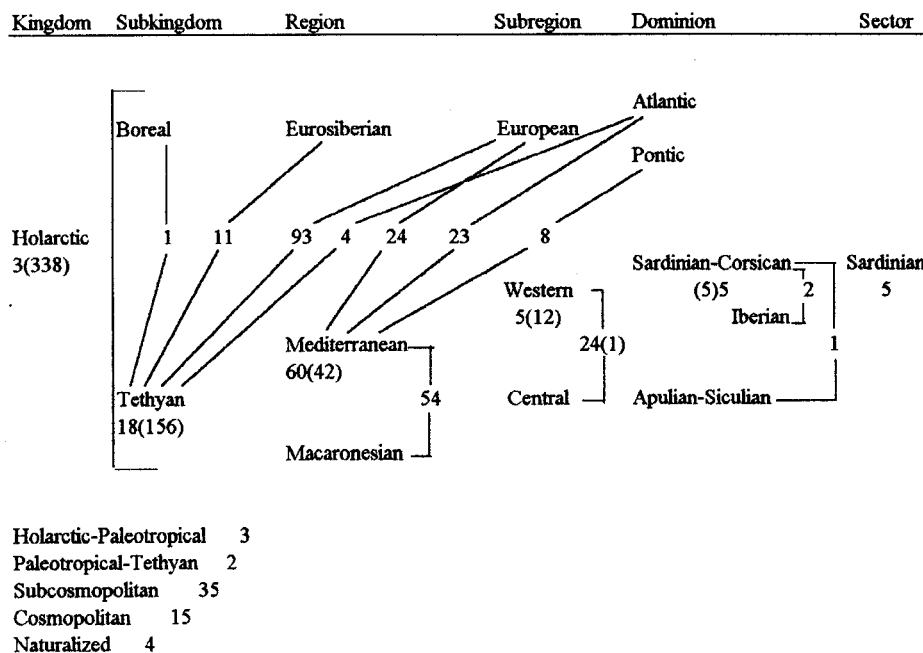 Kingdom Subkingdom Region Subregion Dominion Sector
Atlantic
Boreal Eurosiberian European
Pontic
Holarctic 1 11 93 4 24 23 8
3(338)
Sardinian-Corsican Sardinian
Western (5)5 2 5
5(12) Iberian
Mediterranean 24(1) 1
60(42)
Tethyan 54 Central Apulian-Siculian
18(156)
Macaronesian
Holarctic-Paleotropical 3
Paleotropical-Tethyan 2
Subcosmopolitan 35
Cosmopolitan 15
Naturalized 4